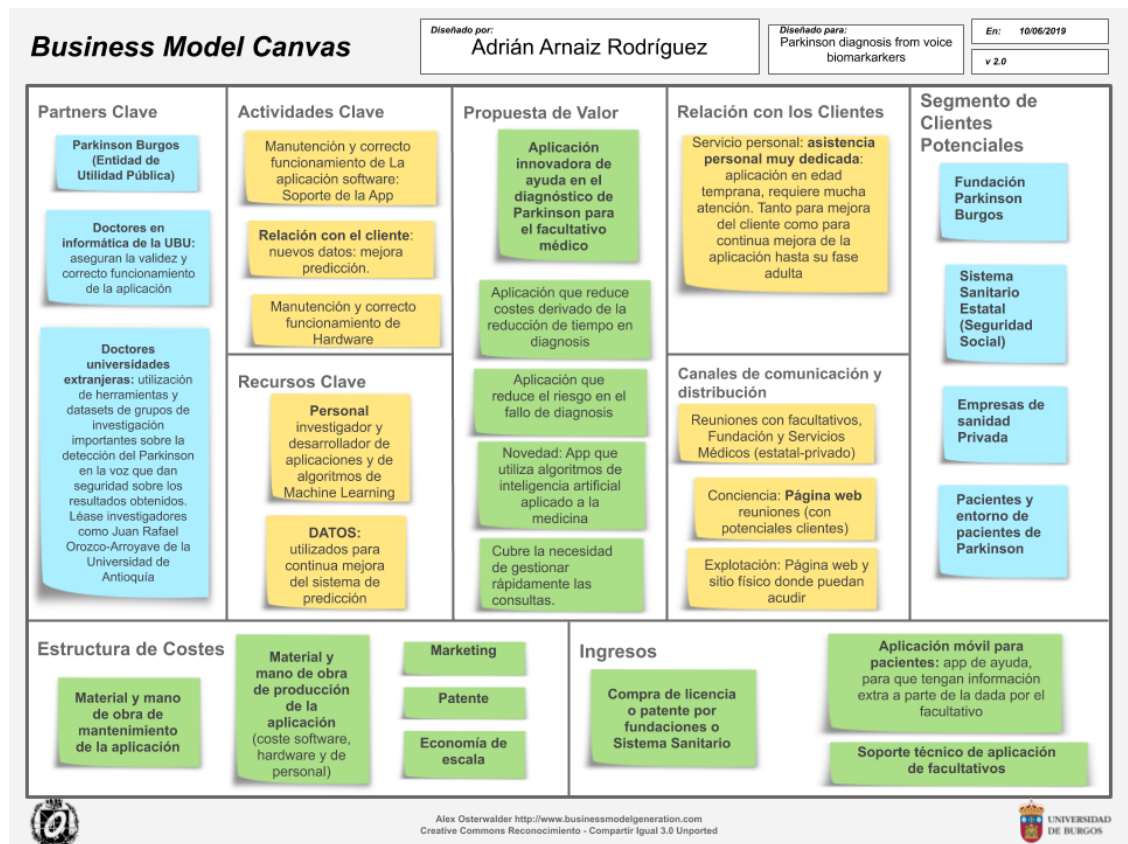 Business Model Canvas
Diseñado por:
Adrián Arnaiz Rodríguez
Diseñado para:
Parkinson diagnosis from voice
biomarkarkers
En: 10/06/2019
v 2.0
Partners Clave
Parkinson Burgos
(Entidad de
Utilidad Pública)
Doctores en
informática de la UBU:
aseguran la validez y
correcto funcionamiento
de la aplicación
Doctores
universidades
extranjeras: utilización
de herramientas y
datasets de grupos de
investigación
importantes sobre la
detección del Parkinson
en la voz que dan
seguridad sobre los
resultados obtenidos.
Léase investigadores
como Juan Rafael
Orozco-Arroyave de la
Universidad de
Antioquía
Actividades Clave
Manutención y correcto
funcionamiento de La
aplicación software:
Soporte de la App
Relación con el cliente:
nuevos datos: mejora
predicción.
Manutención y correcto
funcionamiento de
Hardware
Recursos Clave
Personal
investigador y
desarrollador de
aplicaciones y de
algoritmos de
Machine Learning
DATOS:
utilizados para
continua mejora
del sistema de
predicción
Propuesta de Valor
Aplicación
innovadora de
ayuda en el
diagnóstico de
Parkinson para
el facultativo
médico
Aplicación que reduce
costes derivado de la
reducción de tiempo en
diagnosis
Aplicación que
reduce el riesgo en el
fallo de diagnosis
Novedad: App que
utiliza algoritmos de
inteligencia artificial
aplicado a la
medicina
Cubre la necesidad
de gestionar
rápidamente las
consultas.
Relación con los Clientes
Servicio personal: asistencia
personal muy dedicada:
aplicación en edad
temprana, requiere mucha
atención. Tanto para mejora
del cliente como para
continua mejora de la
aplicación hasta su fase
adulta
Canales de comunicación y
distribución
Reuniones con facultativos,
Fundación y Servicios
Médicos (estatal-privado)
Conciencia: Página web
reuniones (con
potenciales clientes)
Explotación: Página web y
sitio físico donde puedan
acudir
Segmento de
Clientes
Potenciales
Fundación
Parkinson
Burgos
Sistema
Sanitario
Estatal
(Seguridad
Social)
Empresas de
sanidad
Privada
Pacientes y
entorno de
pacientes de
Parkinson
Estructura de Costes
Material y mano
de obra de
mantenimiento
de la aplicación
Material y
mano de obra
de producción
de la
aplicación
(coste software,
hardware y de
personal)
Marketing
Patente
Economía de
escala
Ingresos
Compra de licencia
o patente por
fundaciones o
Sistema Sanitario
Aplicación móvil para
pacientes: app de ayuda,
para que tengan información
extra a parte de la dada por el
facultativo
Soporte técnico de aplicación
de facultativos
Alex Osterwalder http://www.businessmodelgeneration.com
Creative Commons Reconocimiento - Compartir Igual 3.0 Unported
UNIVERSIDAD
DE BURGOS